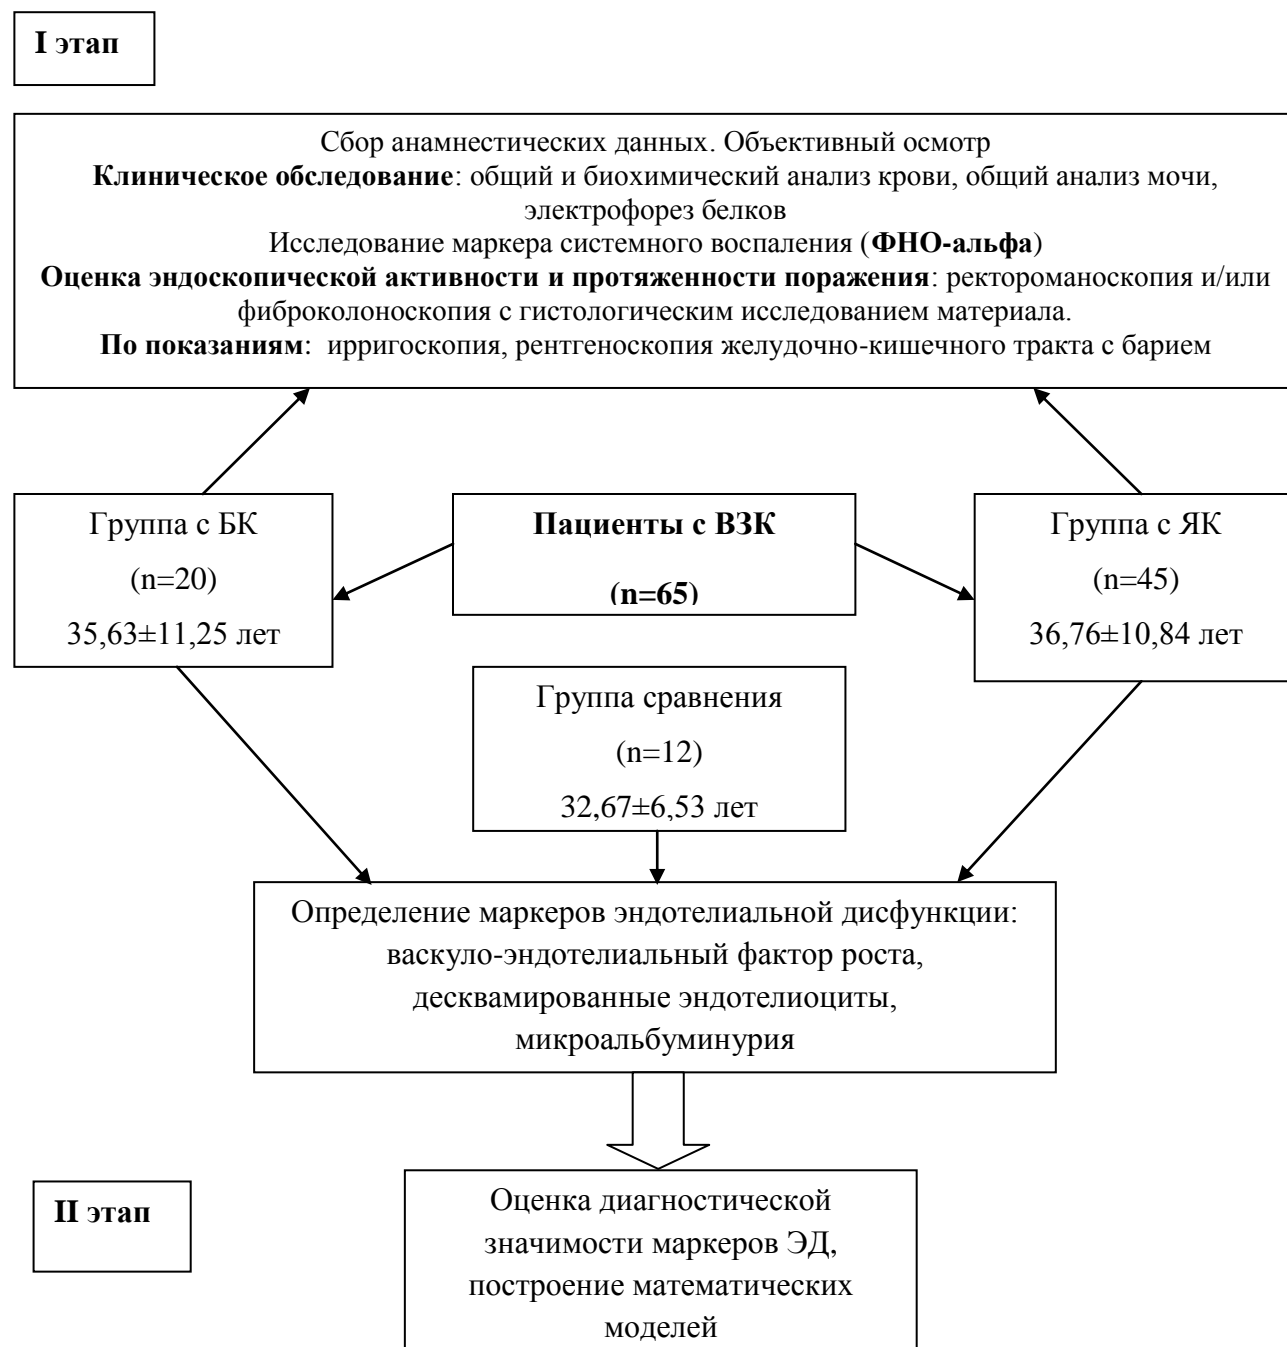 I этап
Сбор анамнестических данных. Объективный осмотр
Клиническое обследование: общий и биохимический анализ крови, общий анализ мочи,
электрофорез белков
Исследование маркера системного воспаления (ФНО-альфа)
Оценка эндоскопической активности и протяженности поражения: ректороманоскопия и/или
фиброколоноскопия с гистологическим исследованием материала.
По показаниям: ирригоскопия, рентгеноскопия желудочно-кишечного тракта с барием
Группа с БК
(n=20)
35,63±11,25 лет
Пациенты с ВЗК
(n=65)
Группа с ЯК
(n=45)
36,76±10,84 лет
Группа сравнения
(n=12)
32,67±6,53 лет
Определение маркеров эндотелиальной дисфункции:
васкуло-эндотелиальный фактор роста,
десквамированные эндотелиоциты,
микроальбуминурия
II этап
Оценка диагностической
значимости маркеров ЭД,
построение математических
моделей